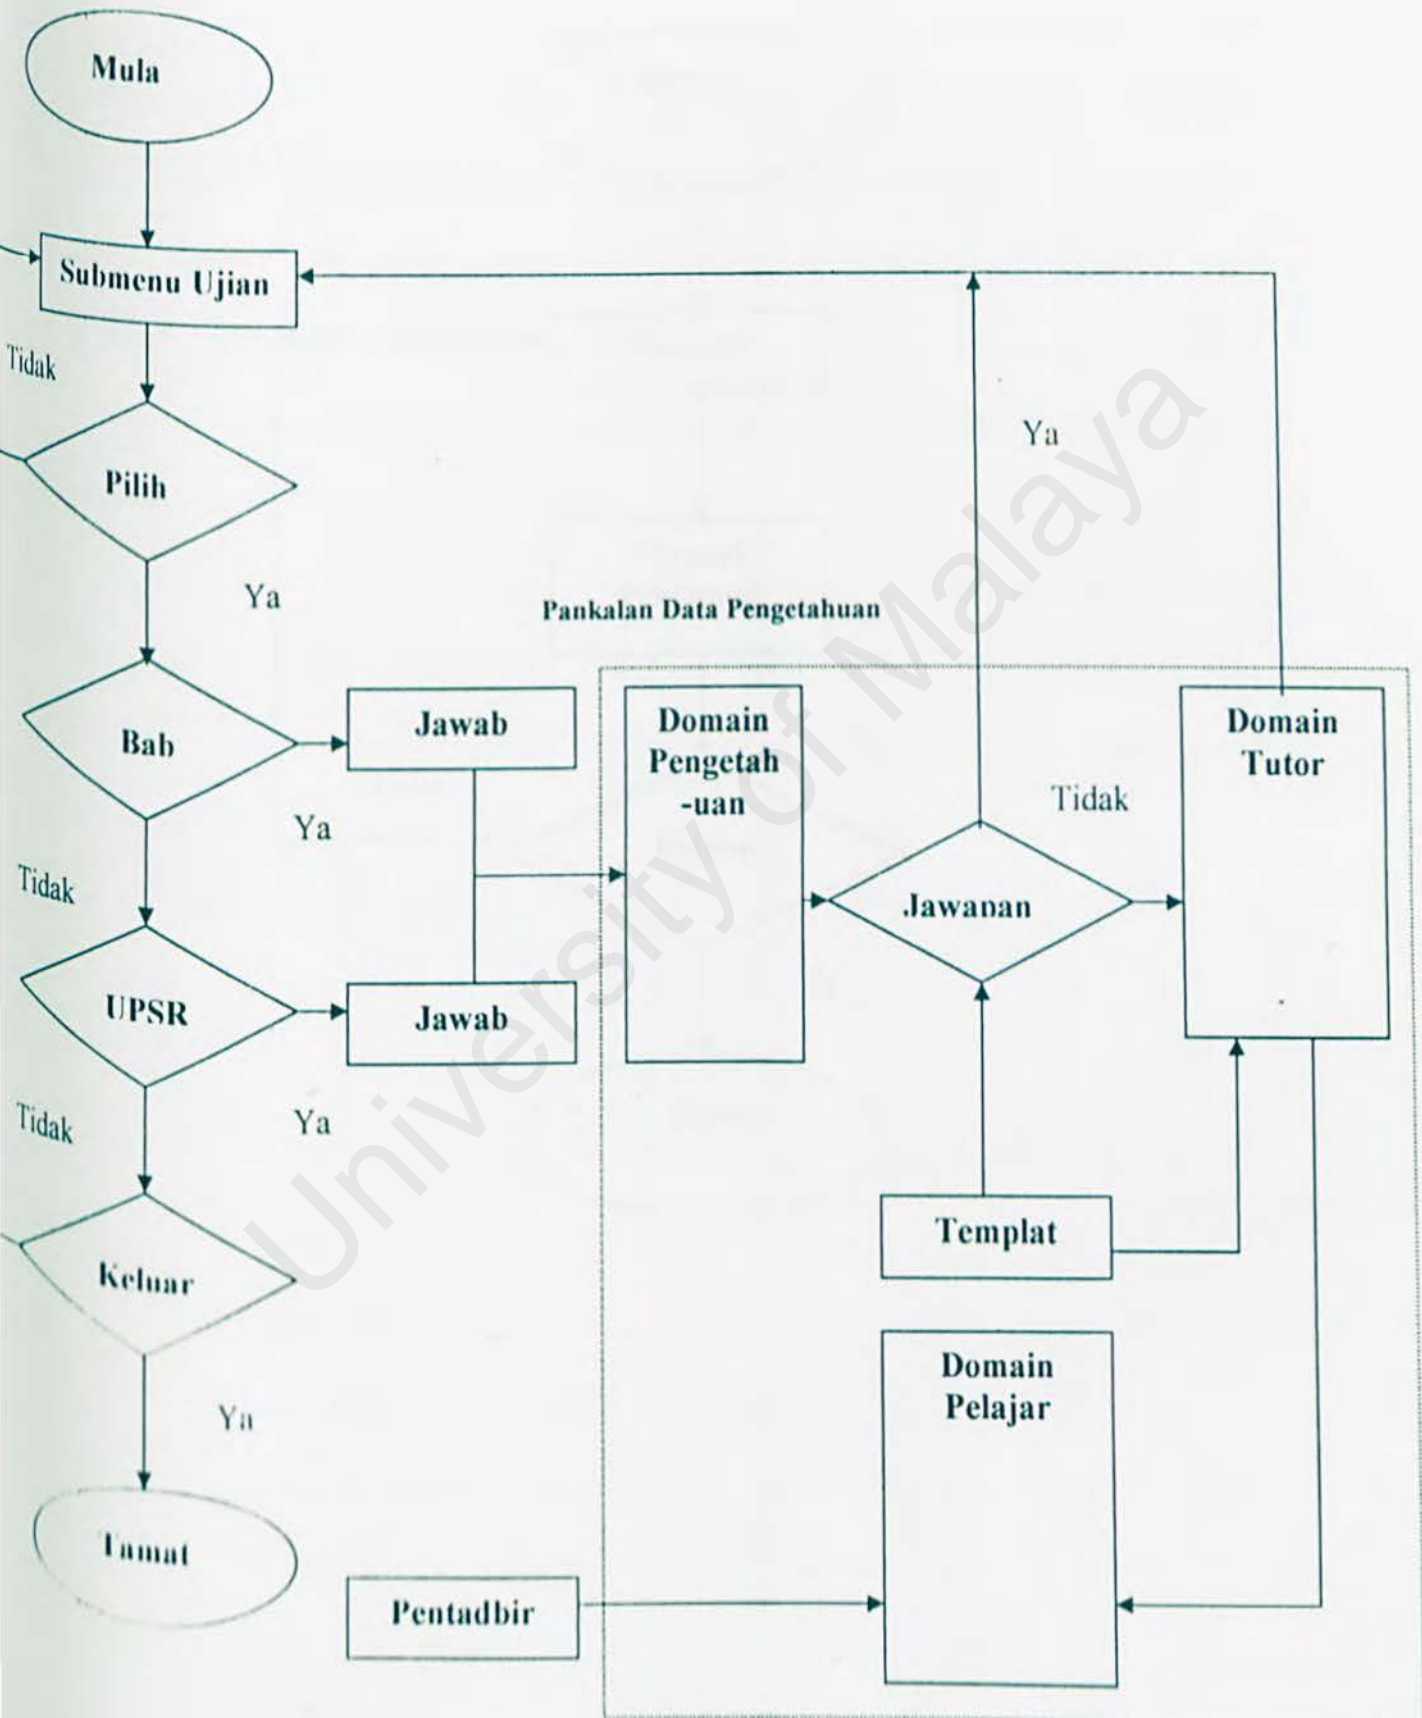 Mula
Submenu Ujian
Tidak
Pilih
Ya
Ya
Pankalan Data Pengetahuan
Bab
Jawab
Domain
Pengetah
-uan
Domain
Tutor
Tidak
Ya
Tidak
Jawanan
UPSR
Jawab
Tidak
Ya
Templat
Keluar
Domain
Pelajar
Ya
Tamat
Pentadbir
University of Malaya